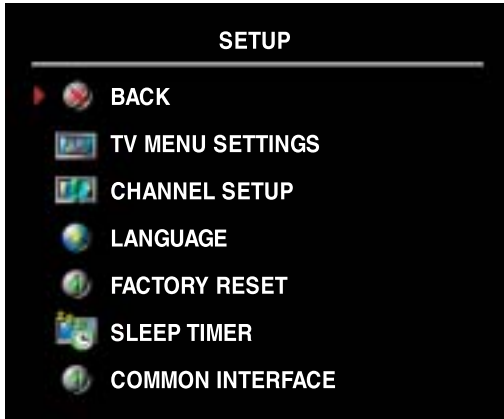 SETUP
BACK
TV MENU SETTINGS
CHANNEL SETUP
LANGUAGE
FACTORY RESET
SLEEP TIMER
COMMON INTERFACE